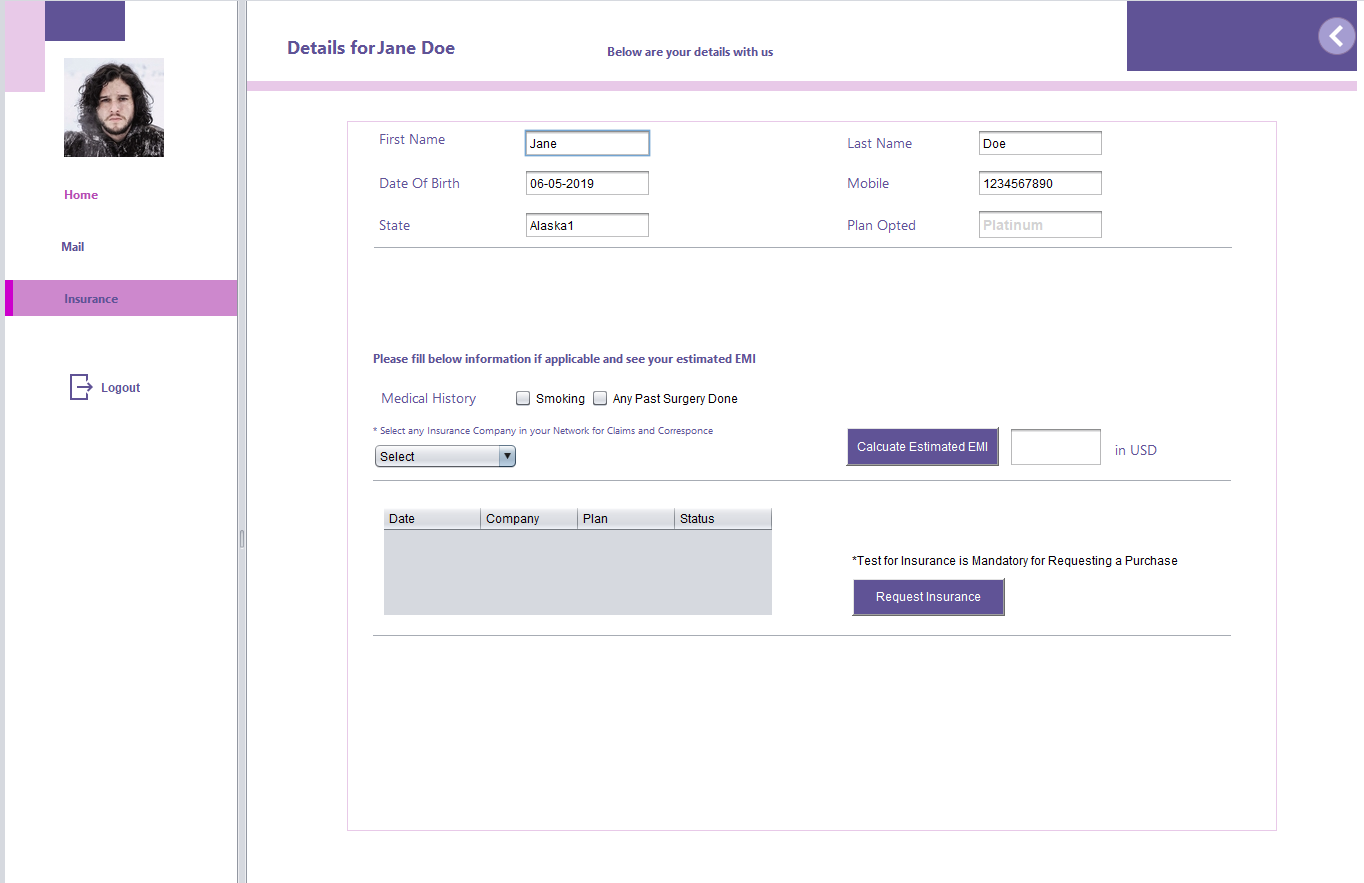 Details for Jane Doe
Below are your details with us
Home
Mail
Insurance
Logout
First Name
Jane
Last Name
Doe
Date Of Birth
06-05-2019
Mobile
1234567890
State
Alaska1
Plan Opted
Platinum
Please fill below information if applicable and see your estimated EMI
Medical History
Smoking
Any Past Surgery Done
* Select any Insurance Company in your Network for Claims and Corresponce
Select
Calcuate Estimated EMI
in USD
Date Company Plan Status
*Test for Insurance is Mandatory for Requesting a Purchase
Request Insurance